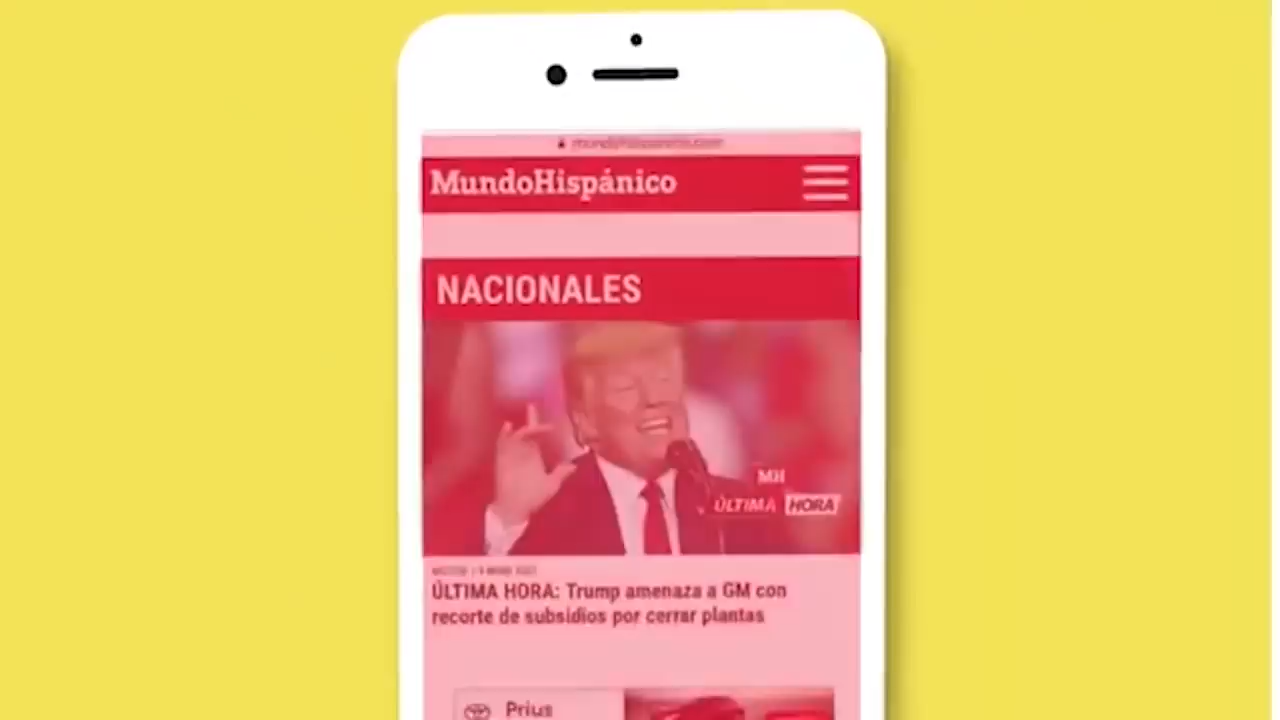 MundoHispánico
NACIONALES
MH
ÚLTIMA HORA
ÚLTIMA HORA: Trump amenaza a GM con
recorte de subsidios por cerrar plantas
Prius